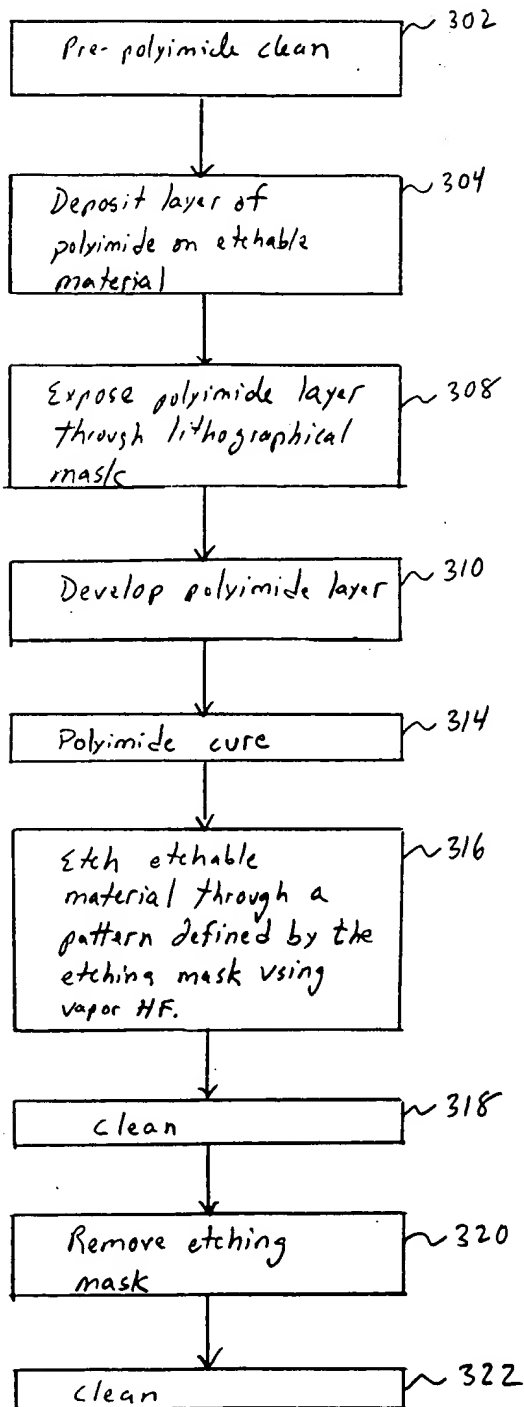 302
Pre-polyimide clean
304
Deposit layer of
polyimide on etchable
material
308
Expose polyimide layer
through lithographical
mask
310
Develop polyimide layer
314
Polyimide cure
316
Etch etchable
material through a
pattern defined by the
etching mask using
vapor HF.
318
clean
320
Remove etching
mask
322
clean